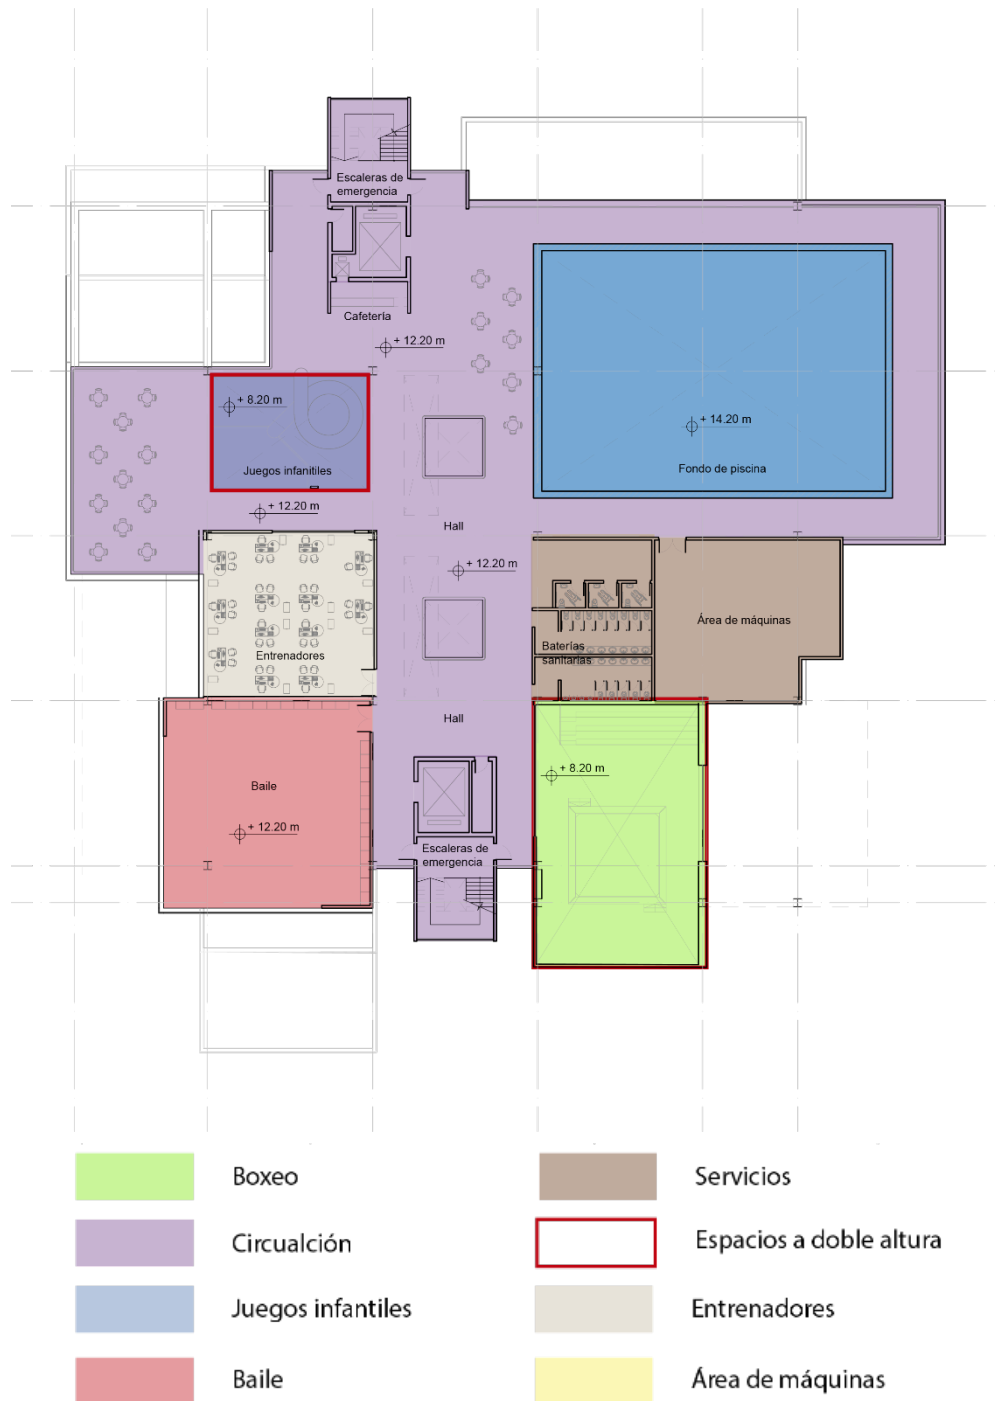 Escaleras de
emergencia
Cafetería
+ 12.20 m
+ 8.20 m
Juegos infanitiles
+ 14.20 m
Fondo de piscina
+ 12.20 m
Hall
+ 12.20 m
Entrenadores
Baterías
sanitarias
Área de máquinas
Hall
Baile
+ 12.20 m
+ 8.20 m
Escaleras de
emergencia
Boxeo
Servicios
Circualción
Espacios a doble altura
Juegos infantiles
Entrenadores
Baile
Área de máquinas